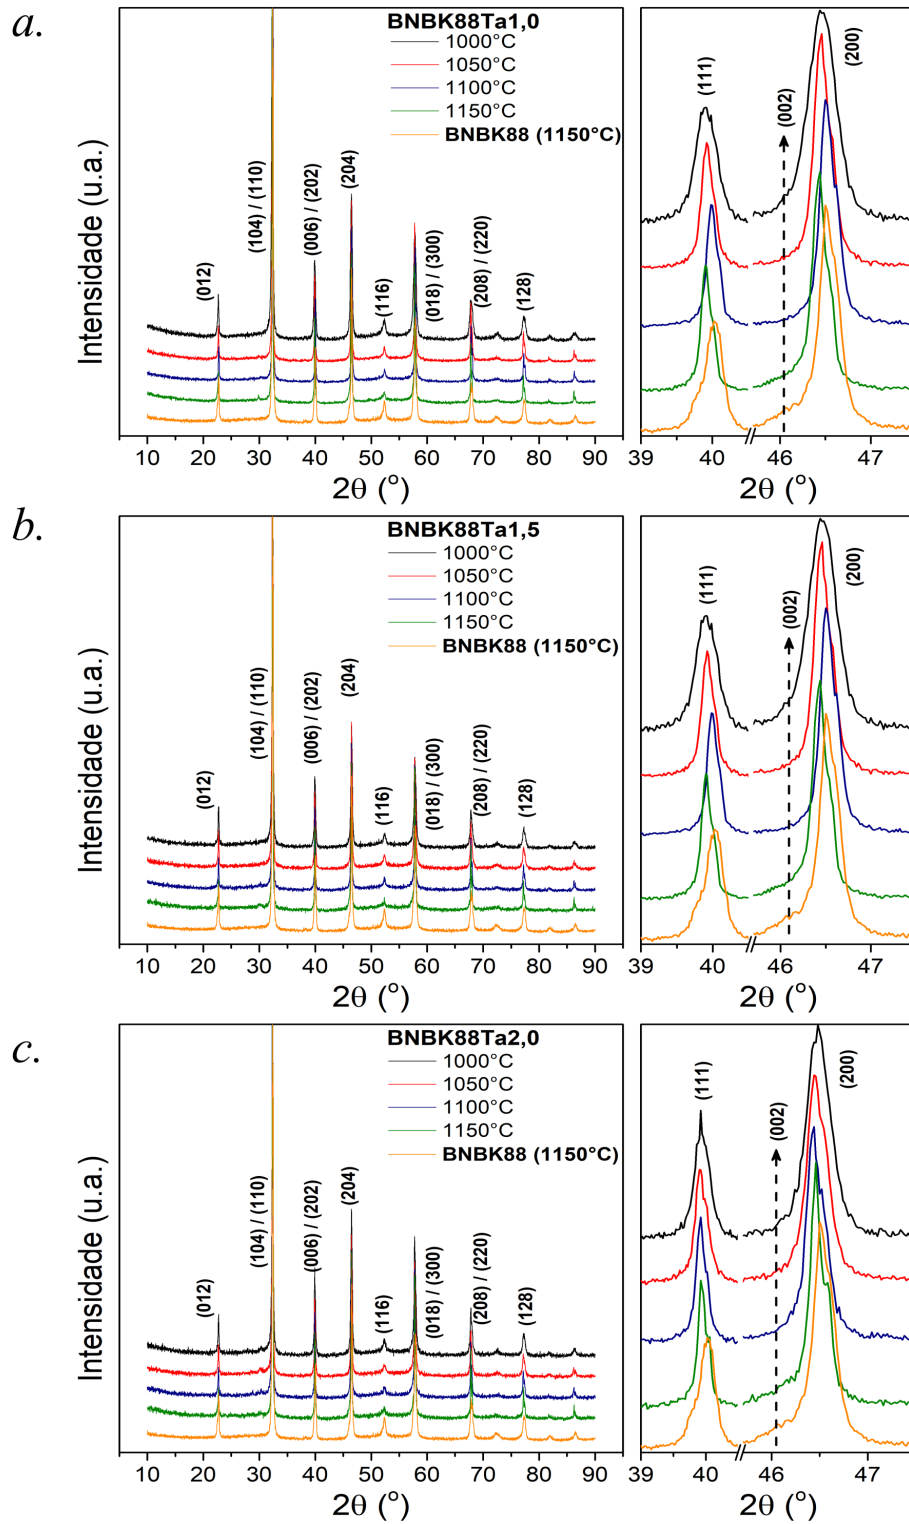 a.
BNBK88Ta1,0
1000°C
1050°C
1100°C
1150°C
BNBK88 (1150°C)
Intensidade (u.a.)
(012)
(104) / (110)
(006) / (202)
(204)
(116)
(018) / (300)
(208) / (220)
(128)
10 20 30 40 50 60 70 80 90
2θ (º)
(111)
(002)
(200)
39 40 46 47
2θ (º)
b.
BNBK88Ta1,5
1000°C
1050°C
1100°C
1150°C
BNBK88 (1150°C)
Intensidade (u.a.)
(012)
(104) / (110)
(006) / (202)
(204)
(116)
(018) / (300)
(208) / (220)
(128)
10 20 30 40 50 60 70 80 90
2θ (º)
(111)
(002)
(200)
39 40 46 47
2θ (º)
c.
BNBK88Ta2,0
1000°C
1050°C
1100°C
1150°C
BNBK88 (1150°C)
Intensidade (u.a.)
(012)
(104) / (110)
(006) / (202)
(204)
(116)
(018) / (300)
(208) / (220)
(128)
10 20 30 40 50 60 70 80 90
2θ (º)
(111)
(002)
(200)
39 40 46 47
2θ (º)